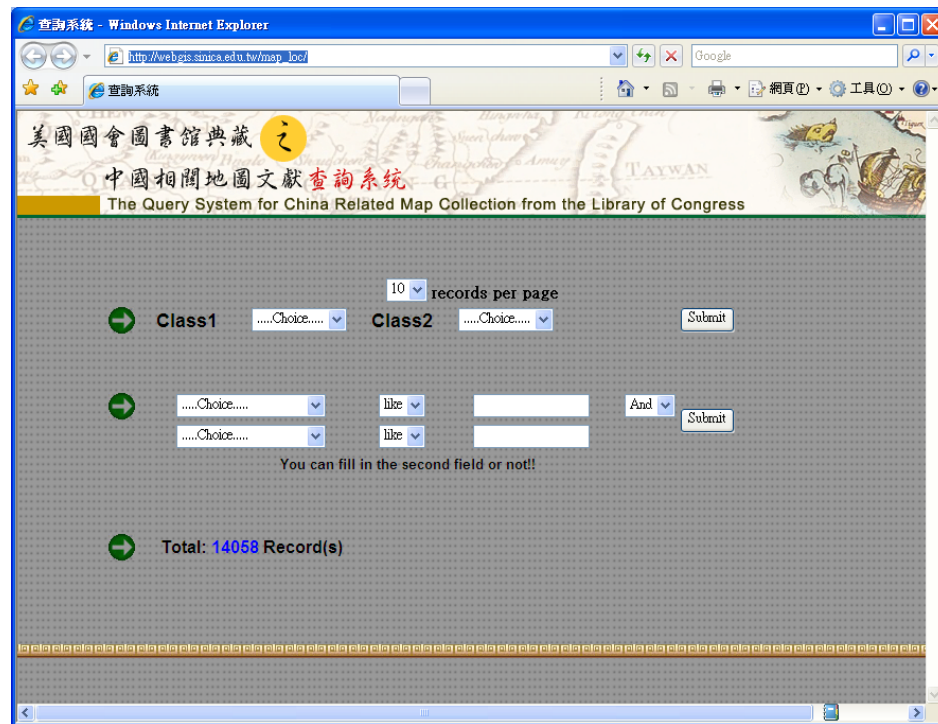 查詢系統 - Windows Internet Explorer
http://webgis.sinica.edu.tw/map_loc/
Google
查詢系統
網頁(P)
工具(O)
美國國會圖書館典藏 之
中國相關地圖文獻查詢系統
TAYWAN
The Query System for China Related Map Collection from the Library of Congress
10 records per page
Class1 .....Choice..... Class2 .....Choice..... Submit
.....Choice..... like And
Submit
.....Choice..... like
You can fill in the second field or not!!
Total: 14058 Record(s)